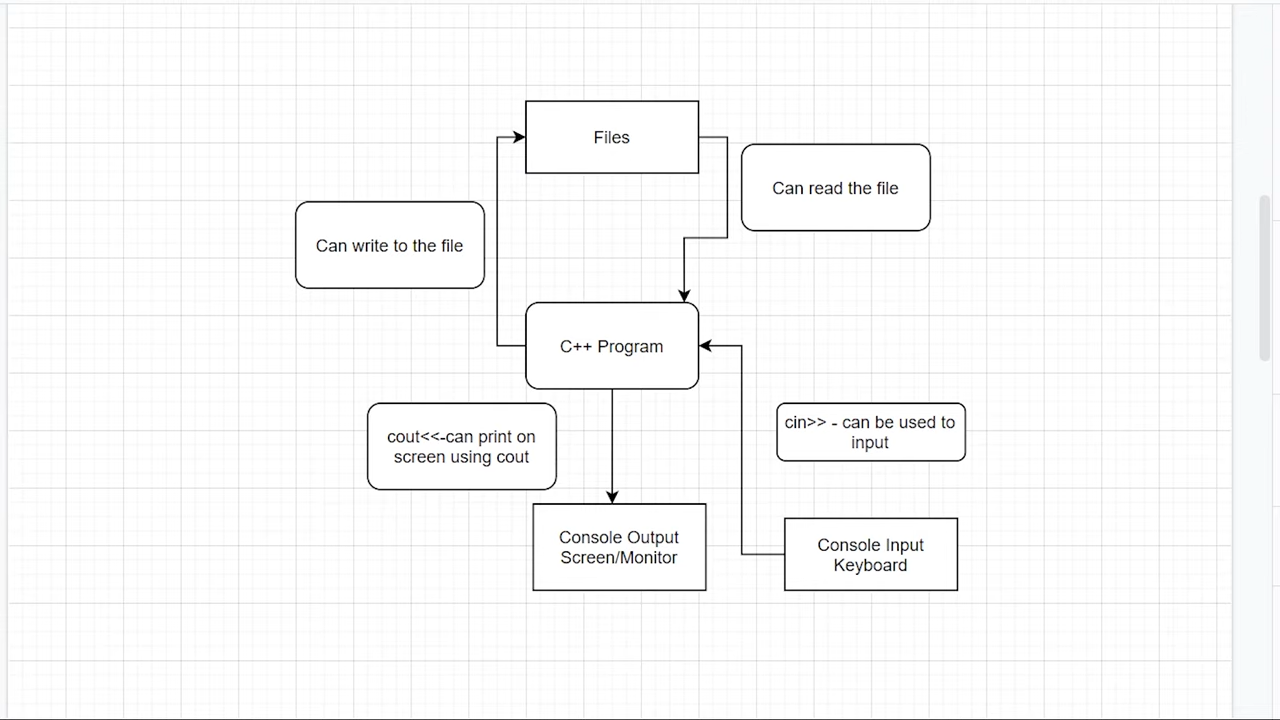 Files
Can read the file
Can write to the file
C++ Program
cout<<-can print on
screen using cout
cin>> - can be used to
input
Console Output
Screen/Monitor
Console Input
Keyboard